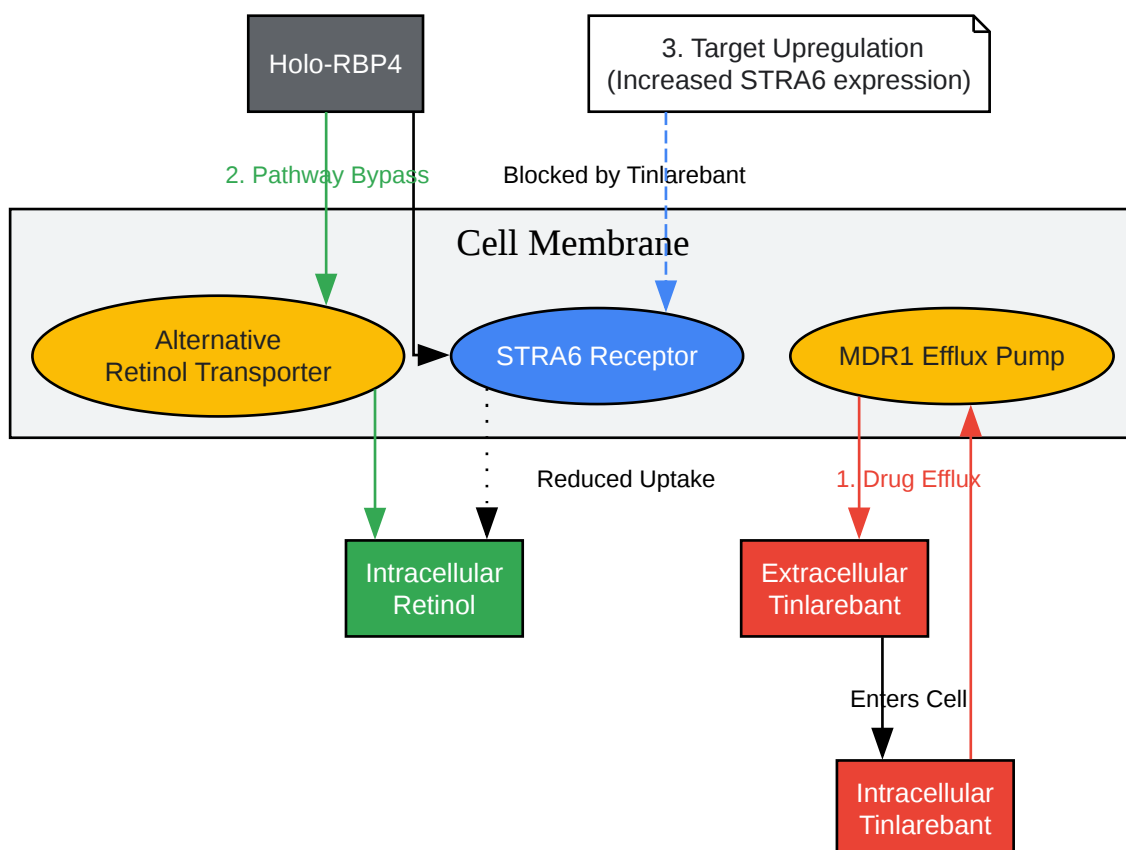 Holo-RBP4
3. Target Upregulation
(Increased STRA6 expression)
2. Pathway Bypass
Blocked by Tinlarebant
Cell Membrane
Alternative
Retinol Transporter
STRA6 Receptor
MDR1 Efflux Pump
Reduced Uptake
1. Drug Efflux
Intracellular
Retinol
Extracellular
Tinlarebant
Enters Cell
Intracellular
Tinlarebant